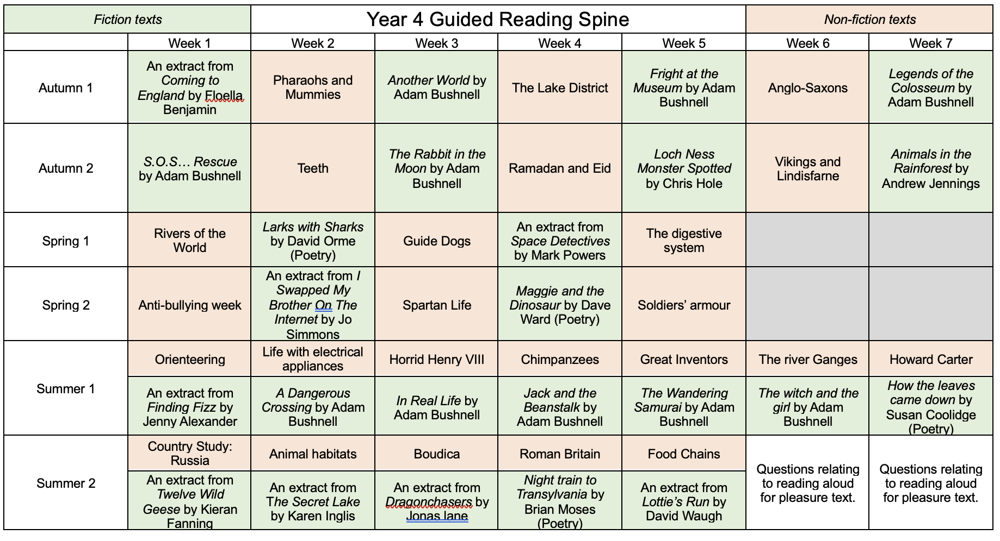 Fiction texts
Year 4 Guided Reading Spine
Non-fiction texts
Week 1
Week 2
Week 3
Week 4
Week 5
Week 6
Week 7
Autumn 1
An extract from
Coming to
England by Floella
Benjamin
Pharaohs and
Mummies
Another World by
Adam Bushnell
The Lake District
Fright at the
Museum by Adam
Bushnell
Anglo-Saxons
Legends of the
Colosseum by
Adam Bushnell
Autumn 2
S.O.S… Rescue
by Adam Bushnell
Teeth
The Rabbit in the
Moon by Adam
Bushnell
Ramadan and Eid
Loch Ness
Monster Spotted
by Chris Hole
Vikings and
Lindisfarne
Animals in the
Rainforest by
Andrew Jennings
Spring 1
Rivers of the
World
Larks with Sharks
by David Orme
(Poetry)
Guide Dogs
An extract from
Space Detectives
by Mark Powers
The digestive
system
Spring 2
Anti-bullying week
An extract from I
Swapped My
Brother On The
Internet by Jo
Simmons
Spartan Life
Maggie and the
Dinosaur by Dave
Ward (Poetry)
Soldiers’ armour
Summer 1
Orienteering
Life with electrical
appliances
Horrid Henry VIII
Chimpanzees
Great Inventors
The river Ganges
Howard Carter
An extract from
Finding Fizz by
Jenny Alexander
A Dangerous
Crossing by Adam
Bushnell
In Real Life by
Adam Bushnell
Jack and the
Beanstalk by
Adam Bushnell
The Wandering
Samurai by Adam
Bushnell
The witch and the
girl by Adam
Bushnell
How the leaves
came down by
Susan Coolidge
(Poetry)
Summer 2
Country Study:
Russia
Animal habitats
Boudica
Roman Britain
Food Chains
Questions relating
to reading aloud
for pleasure text.
Questions relating
to reading aloud
for pleasure text.
An extract from
Twelve Wild
Geese by Kieran
Fanning
An extract from
The Secret Lake
by Karen Inglis
An extract from
Dragonchasers by
Jonas lane
Night train to
Transylvania by
Brian Moses
(Poetry)
An extract from
Lottie’s Run by
David Waugh